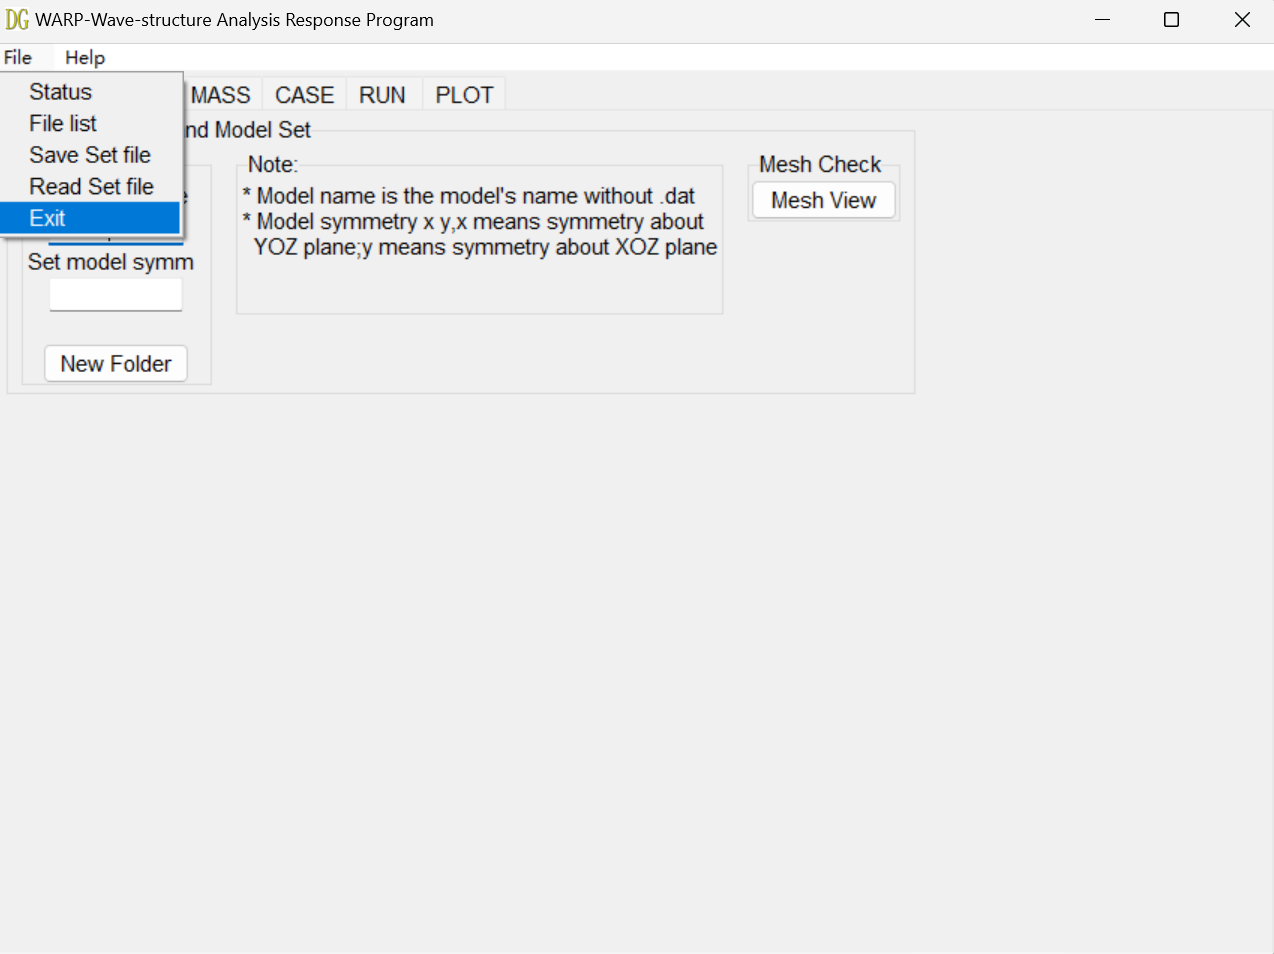 DG WARP-Wave-structure Analysis Response Program
File Help
Status
File list
Save Set file
Read Set file
Exit
MASS CASE RUN PLOT
nd Model Set
Note:
* Model name is the model's name without .dat
* Model symmetry x y,x means symmetry about
YOZ plane;y means symmetry about XOZ plane
Mesh Check
Mesh View
Set model symm
New Folder